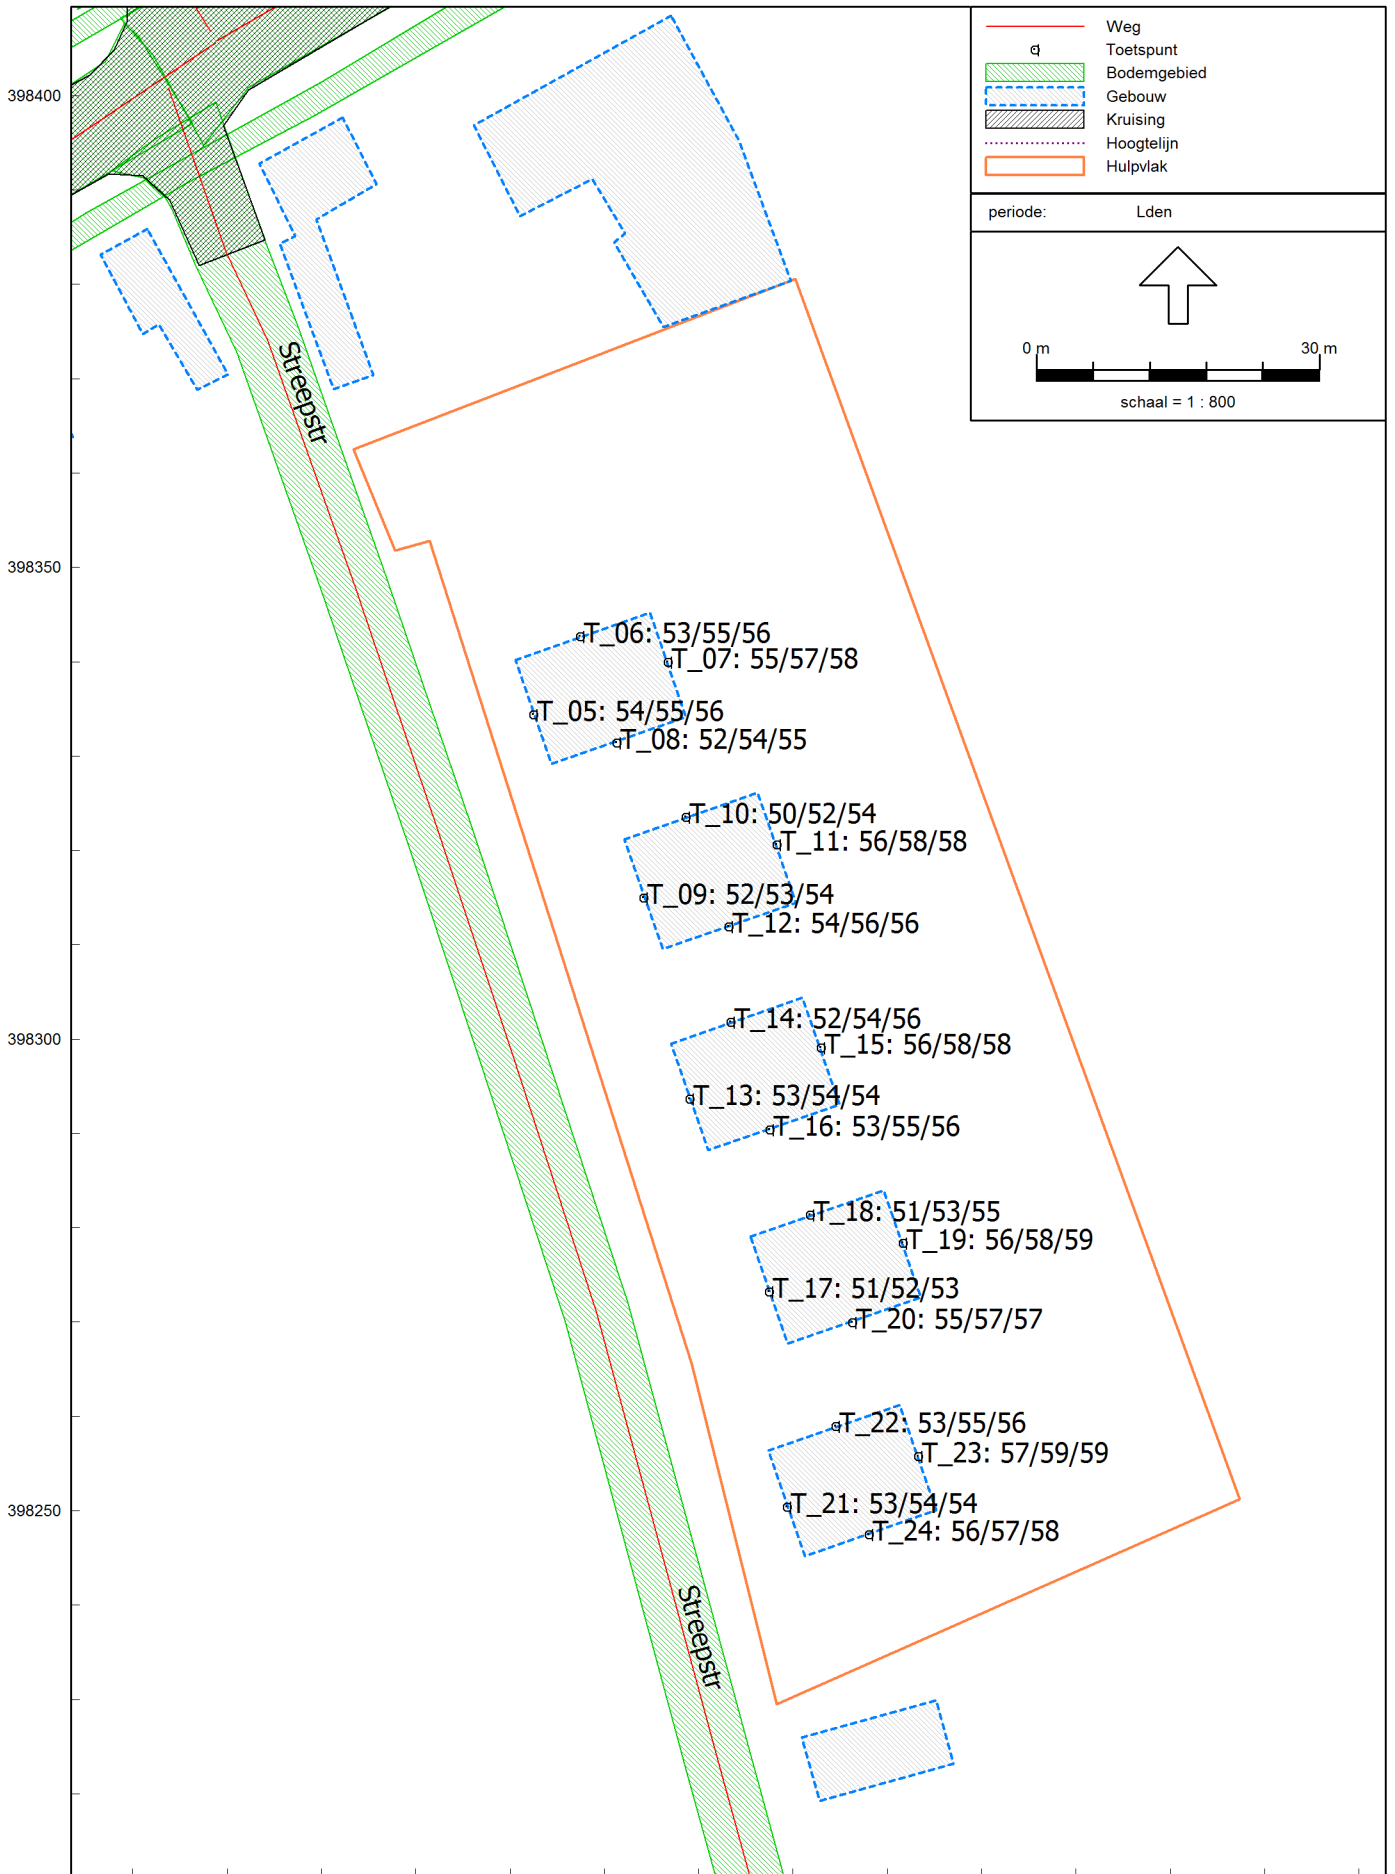 Weg
Toetspunt
Bodemgebied
Gebouw
Kruising
Hoogtelijn
Hulpvlak
periode: Lden
0 m 30 m
schaal = 1 : 800
398400
398350
398300
398250
Streepstr
T_06: 53/55/56
T_07: 55/57/58
T_05: 54/55/56
T_08: 52/54/55
T_10: 50/52/54
T_11: 56/58/58
T_09: 52/53/54
T_12: 54/56/56
T_14: 52/54/56
T_15: 56/58/58
T_13: 53/54/54
T_16: 53/55/56
T_18: 51/53/55
T_19: 56/58/59
T_17: 51/52/53
T_20: 55/57/57
T_22: 53/55/56
T_23: 57/59/59
T_21: 53/54/54
T_24: 56/57/58
Streepstr